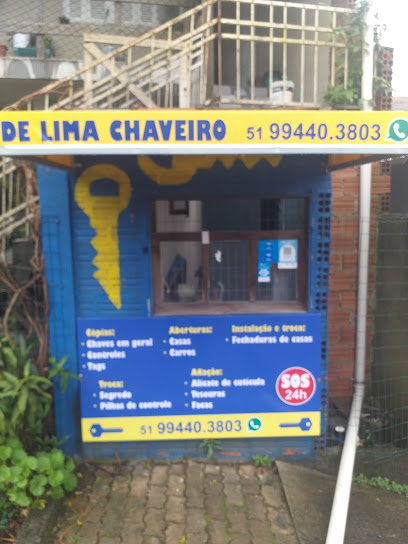 DE LIMA CHAVEIRO 51 99440.3803
Cópias:
• Chaves em geral
• Controles
• Tags
Aberturas:
• Casas
• Carros
Instalação e troca:
• Fechaduras de casas
Troca:
• Segredo
• Pilhas de controle
Afiação:
• Alicate de cutícula
• Tesouras
• Facas
SOS
24h
51 99440.3803